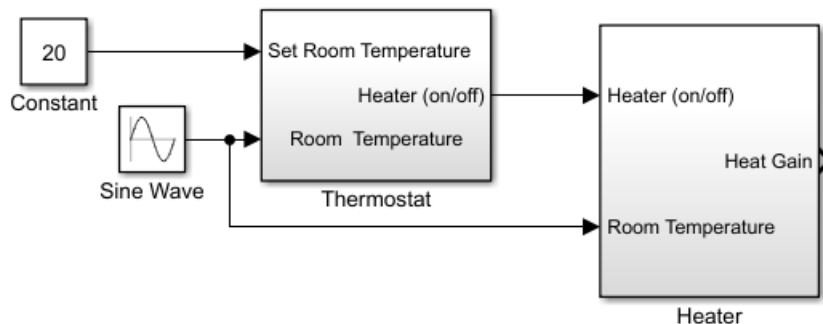 20
Constant
Sine Wave
Set Room Temperature
Heater (on/off)
Room  Temperature
Thermostat
Heater (on/off)
Heat Gain
Room Temperature
Heater